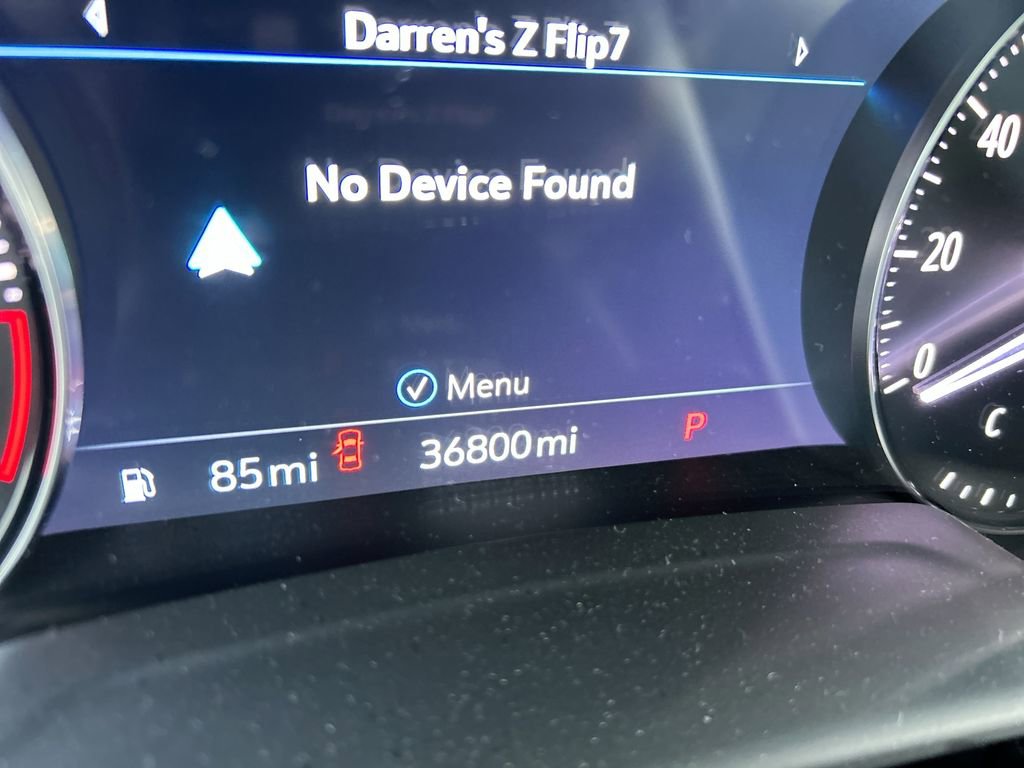 Darren's Z Flip7
No Device Found
Menu
85mi
36800mi
P
40
20
0
C